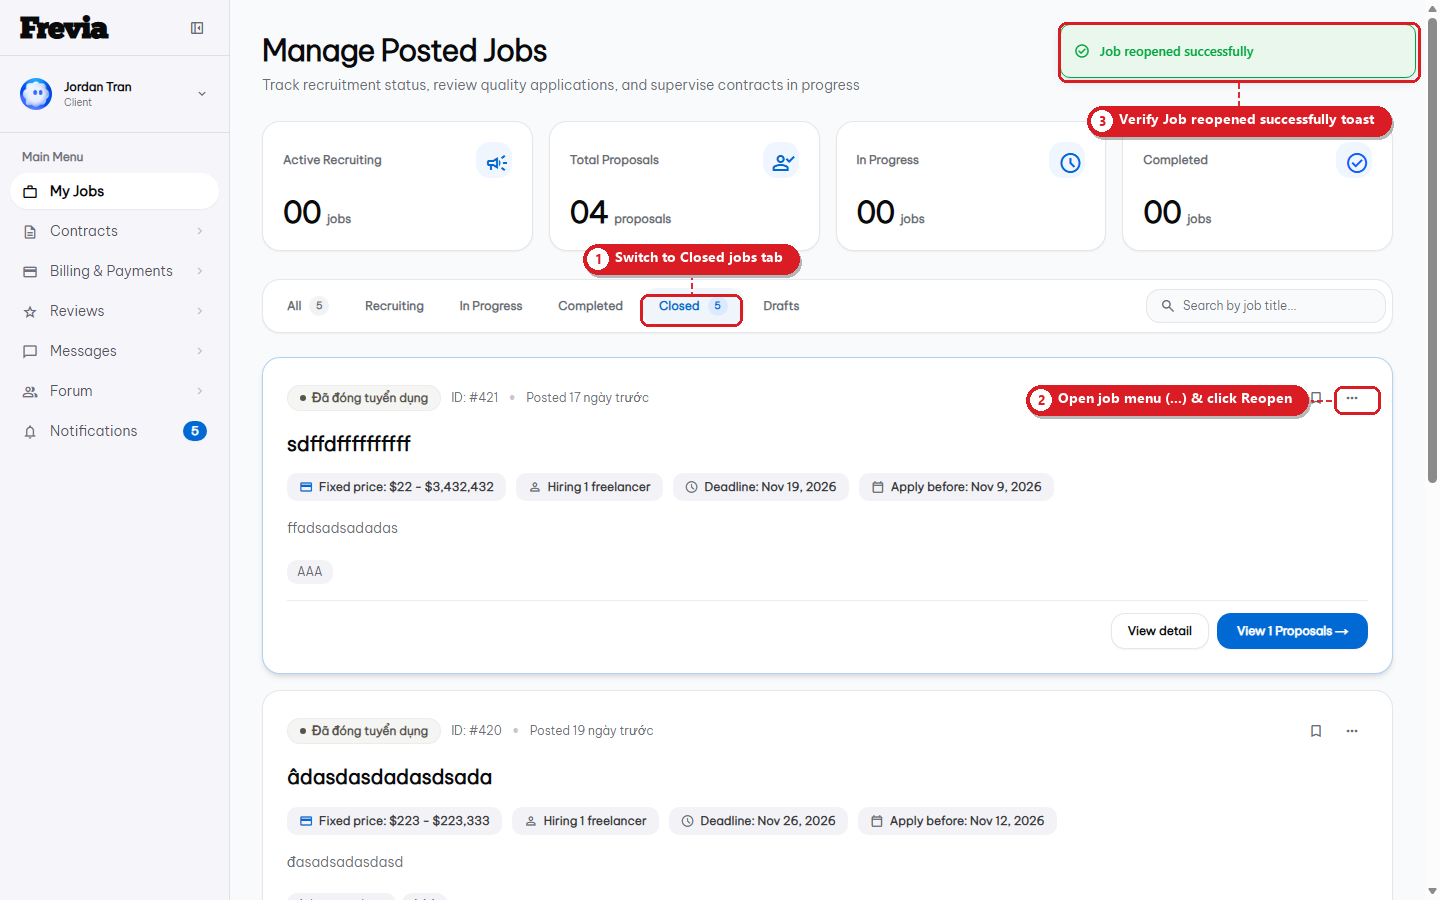 Frevia
Jordan Tran
Client
Main Menu
My Jobs
Contracts
Billing & Payments
Reviews
Messages
Forum
Notifications 5
Manage Posted Jobs
Track recruitment status, review quality applications, and supervise contracts in progress
Job reopened successfully
3 Verify Job reopened successfully toast
Active Recruiting
00 jobs
Total Proposals
04 proposals
In Progress
00 jobs
Completed
00 jobs
1 Switch to Closed jobs tab
All 5 Recruiting In Progress Completed Closed 5 Drafts Search by job title...
Đã đóng tuyển dụng ID: #421 • Posted 17 ngày trước
2 Open job menu (...) & click Reopen
sdffdffffffffff
Fixed price: $22 - $3,432,432 Hiring 1 freelancer Deadline: Nov 19, 2026 Apply before: Nov 9, 2026
ffadsadsadadas
AAA
View detail View 1 Proposals →
Đã đóng tuyển dụng ID: #420 • Posted 19 ngày trước
âdasdasdadasdsada
Fixed price: $223 - $223,333 Hiring 1 freelancer Deadline: Nov 26, 2026 Apply before: Nov 12, 2026
đasadsadasdasd